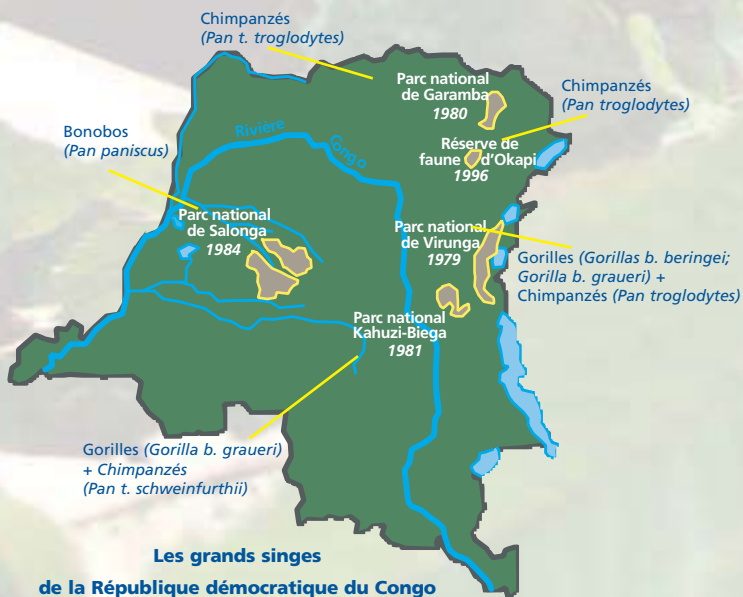 Chimpanzés
(Pan t. troglodytes)
Parc national
de Garamba
1980
Chimpanzés
(Pan troglodytes)
Bonobos
(Pan paniscus)
Rivière
Congo
Réserve de
faune d'Okapi
1996
Parc national
de Salonga
1984
Parc national
de Virunga
1979
Gorilles (Gorillas b. beringei;
Gorilla b. graueri) +
Chimpanzés (Pan troglodytes)
Parc national
Kahuzi-Biega
1981
Gorilles (Gorilla b. graueri)
+ Chimpanzés
(Pan t. schweinfurthii)
Les grands singes
de la République démocratique du Congo